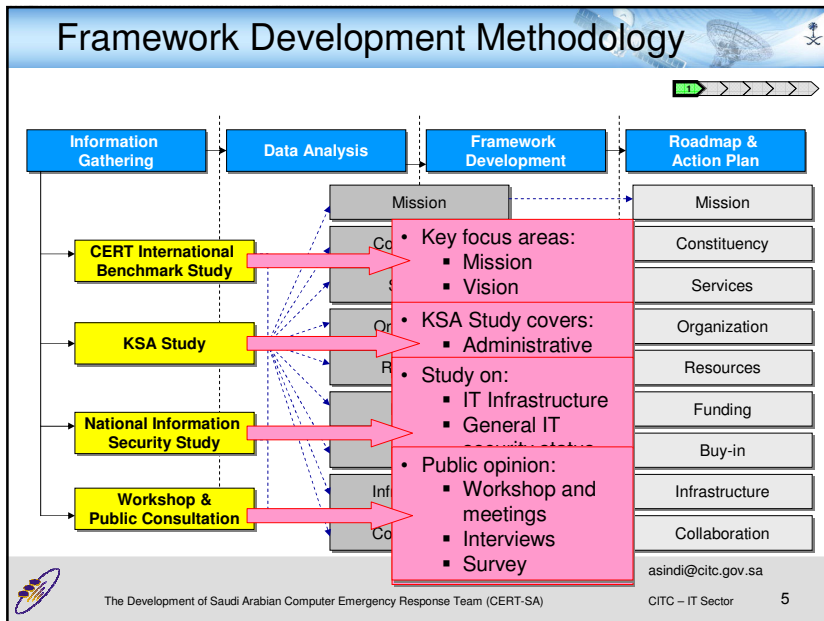 Framework Development Methodology
1
Information
Gathering
Data Analysis
Framework
Development
Roadmap &
Action Plan
Mission
Mission
CERT International
Benchmark Study
• Key focus areas:
▪ Mission
▪ Vision
Constituency
Services
KSA Study
• KSA Study covers:
▪ Administrative
Organization
Resources
National Information
Security Study
• Study on:
▪ IT Infrastructure
▪ General IT
security status
Funding
Buy-in
Workshop &
Public Consultation
• Public opinion:
▪ Workshop and
meetings
▪ Interviews
▪ Survey
Infrastructure
Collaboration
asindi@citc.gov.sa
The Development of Saudi Arabian Computer Emergency Response Team (CERT-SA)
CITC – IT Sector
5